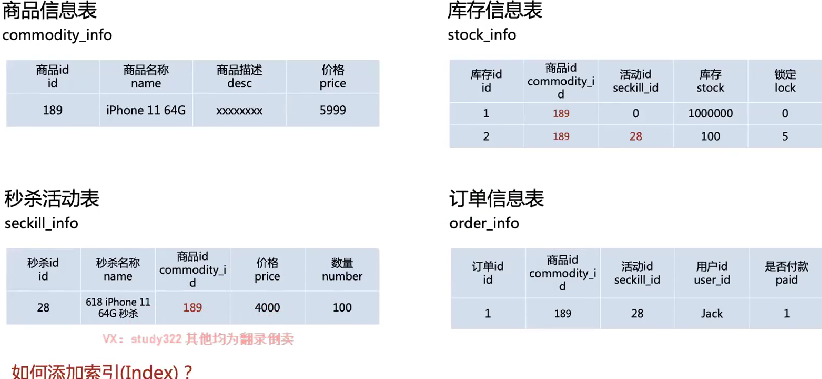 商品信息表
commodity_info
商品id 商品名称 商品描述 价格
id name desc price
189 iPhone 11 64G xxxxxxxx 5999
库存信息表
stock_info
库存id 商品id 活动id 库存 锁定
id commodity_i seckill_id stock lock
d
1 189 0 1000000 0
2 189 28 100 5
秒杀活动表
seckill_info
秒杀id 秒杀名称 商品id 价格 数量
id name commodity_i price number
d
28 618 iPhone 11 189 4000 100
64G 秒杀
订单信息表
order_info
订单id 商品id 活动id 用户id 是否付款
id commodity_i seckill_id user_id paid
d
1 189 28 Jack 1
VX：study322 其他均为翻录倒卖
如何添加索引(Index)？